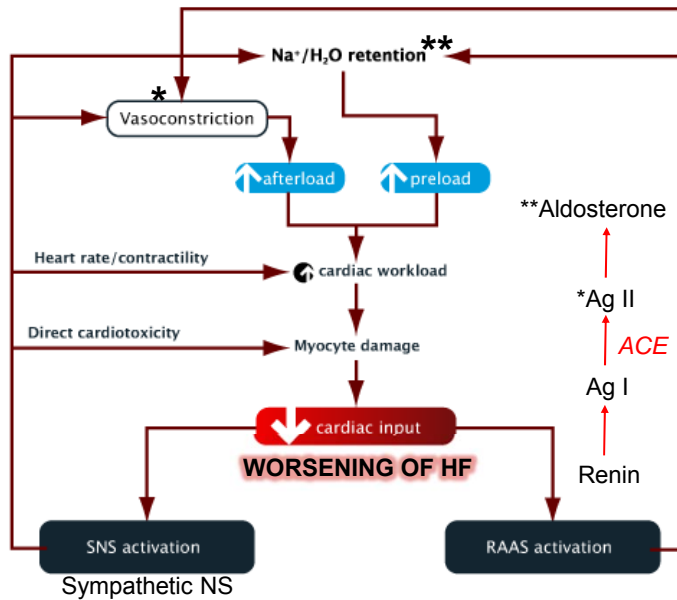 Na⁺/H₂O retention**
*
Vasoconstriction
afterload
preload
**Aldosterone
Heart rate/contractility
cardiac workload
*Ag II
Direct cardiotoxicity
Myocyte damage
ACE
Ag I
cardiac input
WORSENING OF HF
Renin
SNS activation
RAAS activation
Sympathetic NS